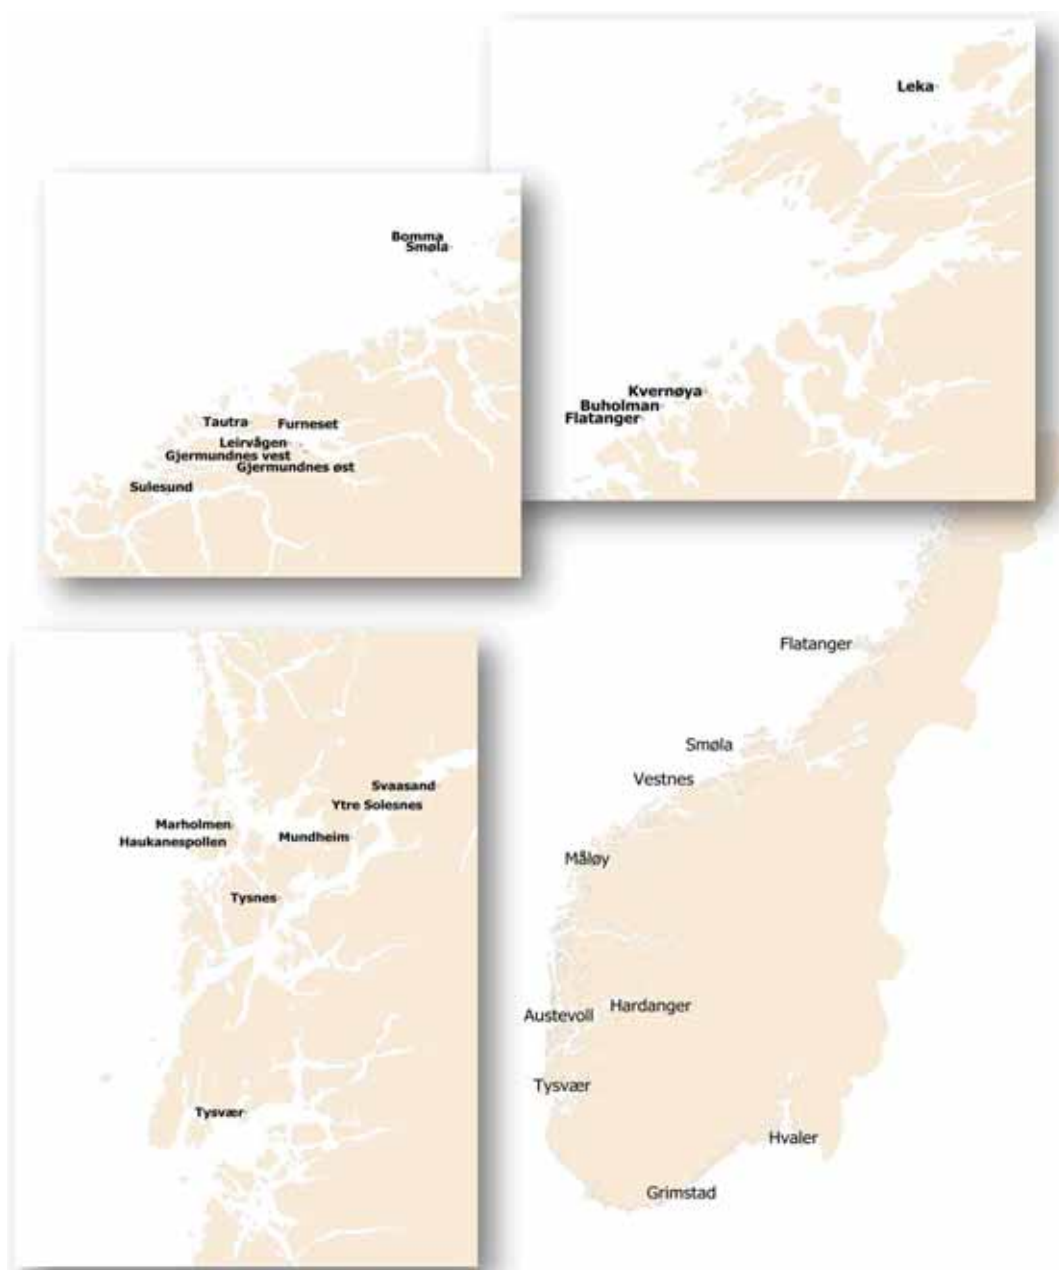 Leka
Kvernøya
Buholman
Flatanger
Bomma
Smøla
Tautra
Furneset
Leirvågen
Gjermundnes vest
Gjermundnes øst
Sulesund
Svaasand
Ytre Solesnes
Marholmen
Mundheim
Haukanespollen
Tysnes
Tysvær
Flatanger
Smøla
Vestnes
Måløy
Hardanger
Austevoll
Tysvær
Hvaler
Grimstad